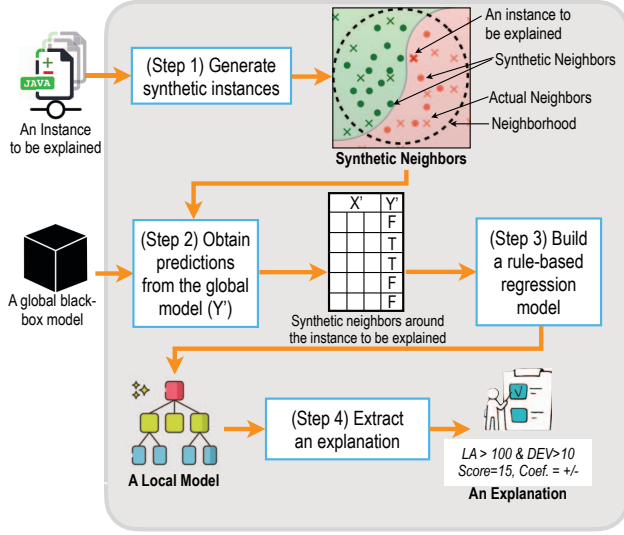 An instance to
be explained
Synthetic Neighbors
Actual Neighbors
Neighborhood
JAVA
An Instance
to be explained
(Step 1) Generate
synthetic instances
Synthetic Neighbors
A global black-
box model
(Step 2) Obtain
predictions
from the global
model (Y')
X' Y'
F
T
T
F
F
Synthetic neighbors around
the instance to be explained
(Step 3) Build
a rule-based
regression
model
A Local Model
(Step 4) Extract
an explanation
LA > 100 & DEV>10
Score=15, Coef. = +/-
An Explanation